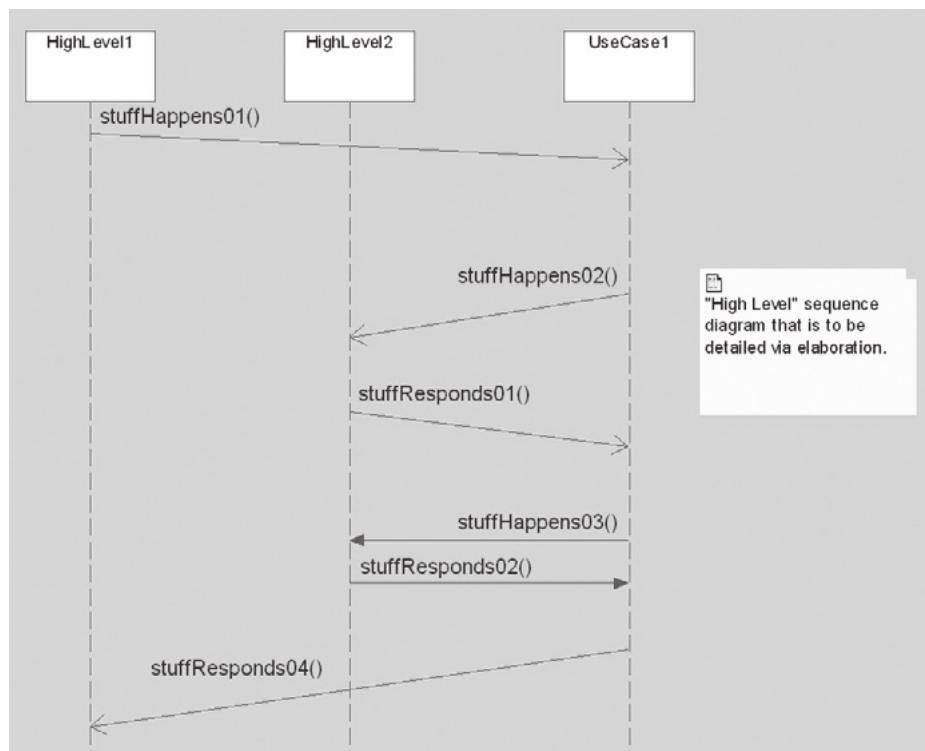 HighLevel1
HighLevel2
UseCase1
stuffHappens01()
stuffHappens02()
"High Level" sequence
diagram that is to be
detailed via elaboration.
stuffResponds01()
stuffHappens03()
stuffResponds02()
stuffResponds04()